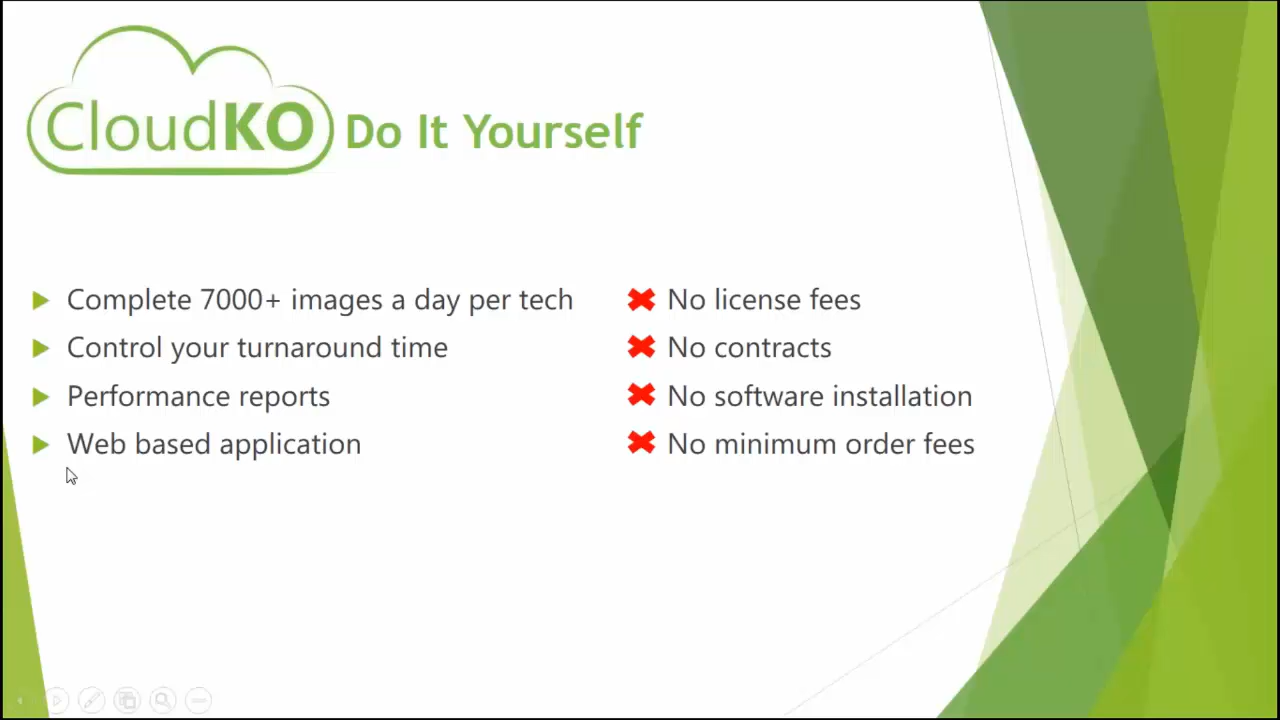 CloudKO Do It Yourself
Complete 7000+ images a day per tech
Control your turnaround time
Performance reports
Web based application
No license fees
No contracts
No software installation
No minimum order fees